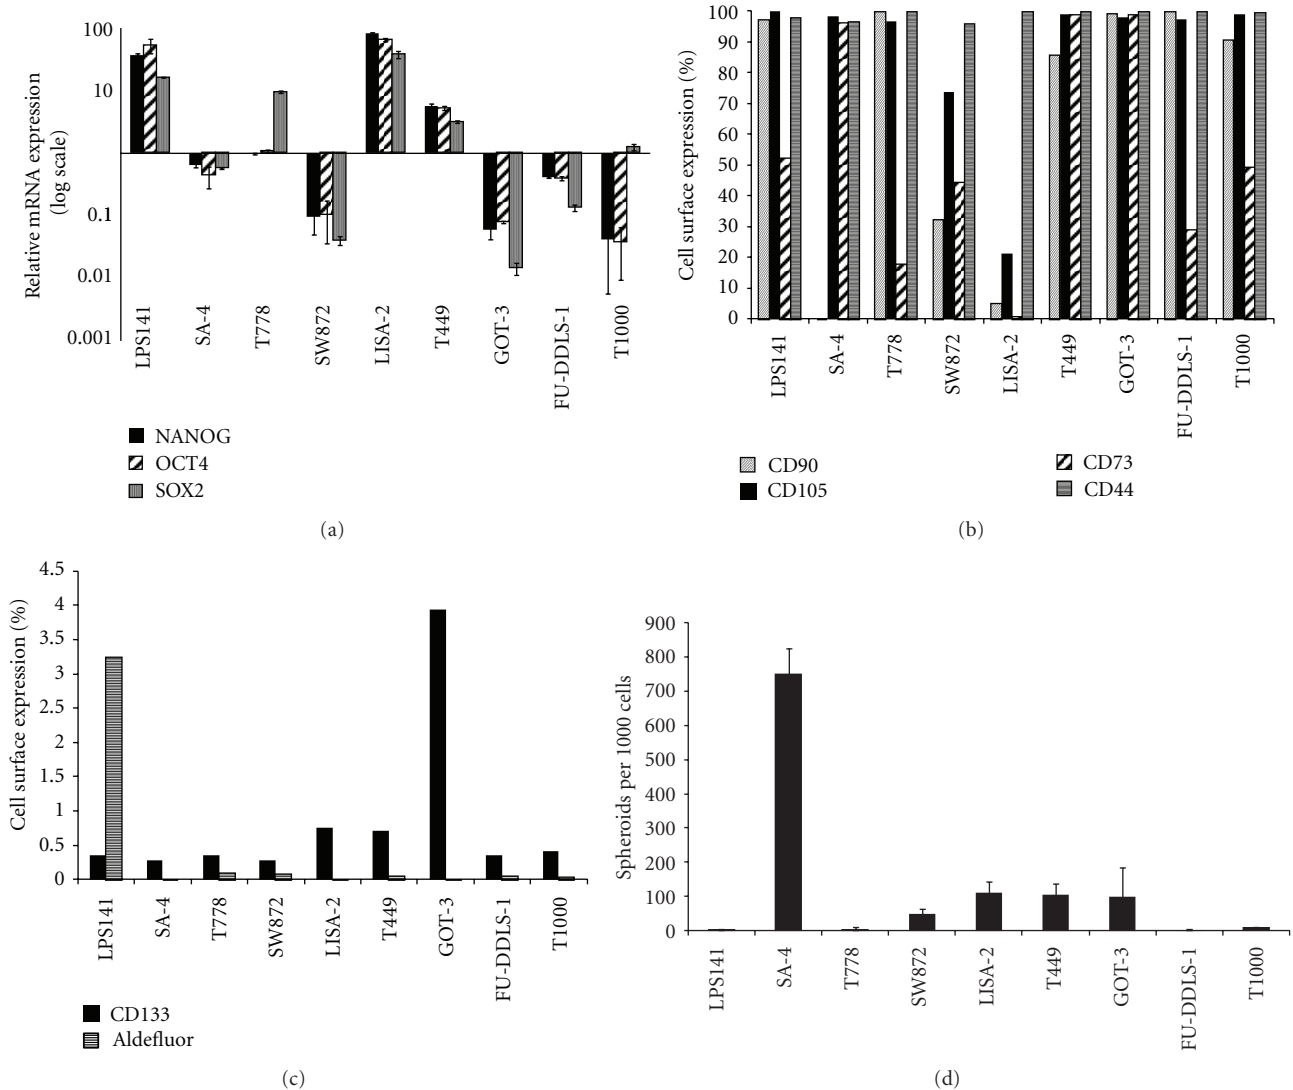 100
10
0.1
0.01
0.001
Relative mRNA expression
(log scale)
LPS141
SA-4
T778
SW872
LISA-2
T449
GOT-3
FU-DDLS-1
T1000
NANOG
OCT4
SOX2
(a)
100
90
80
70
60
50
40
30
20
10
0
Cell surface expression (%)
LPS141
SA-4
T778
SW872
LISA-2
T449
GOT-3
FU-DDLS-1
T1000
CD90
CD105
CD73
CD44
(b)
4.5
4
3.5
3
2.5
2
1.5
1
0.5
0
Cell surface expression (%)
LPS141
SA-4
T778
SW872
LISA-2
T449
GOT-3
FU-DDLS-1
T1000
CD133
Aldefluor
(c)
900
800
700
600
500
400
300
200
100
0
Spheroids per 1000 cells
LPS141
SA-4
T778
SW872
LISA-2
T449
GOT-3
FU-DDLS-1
T1000
(d)